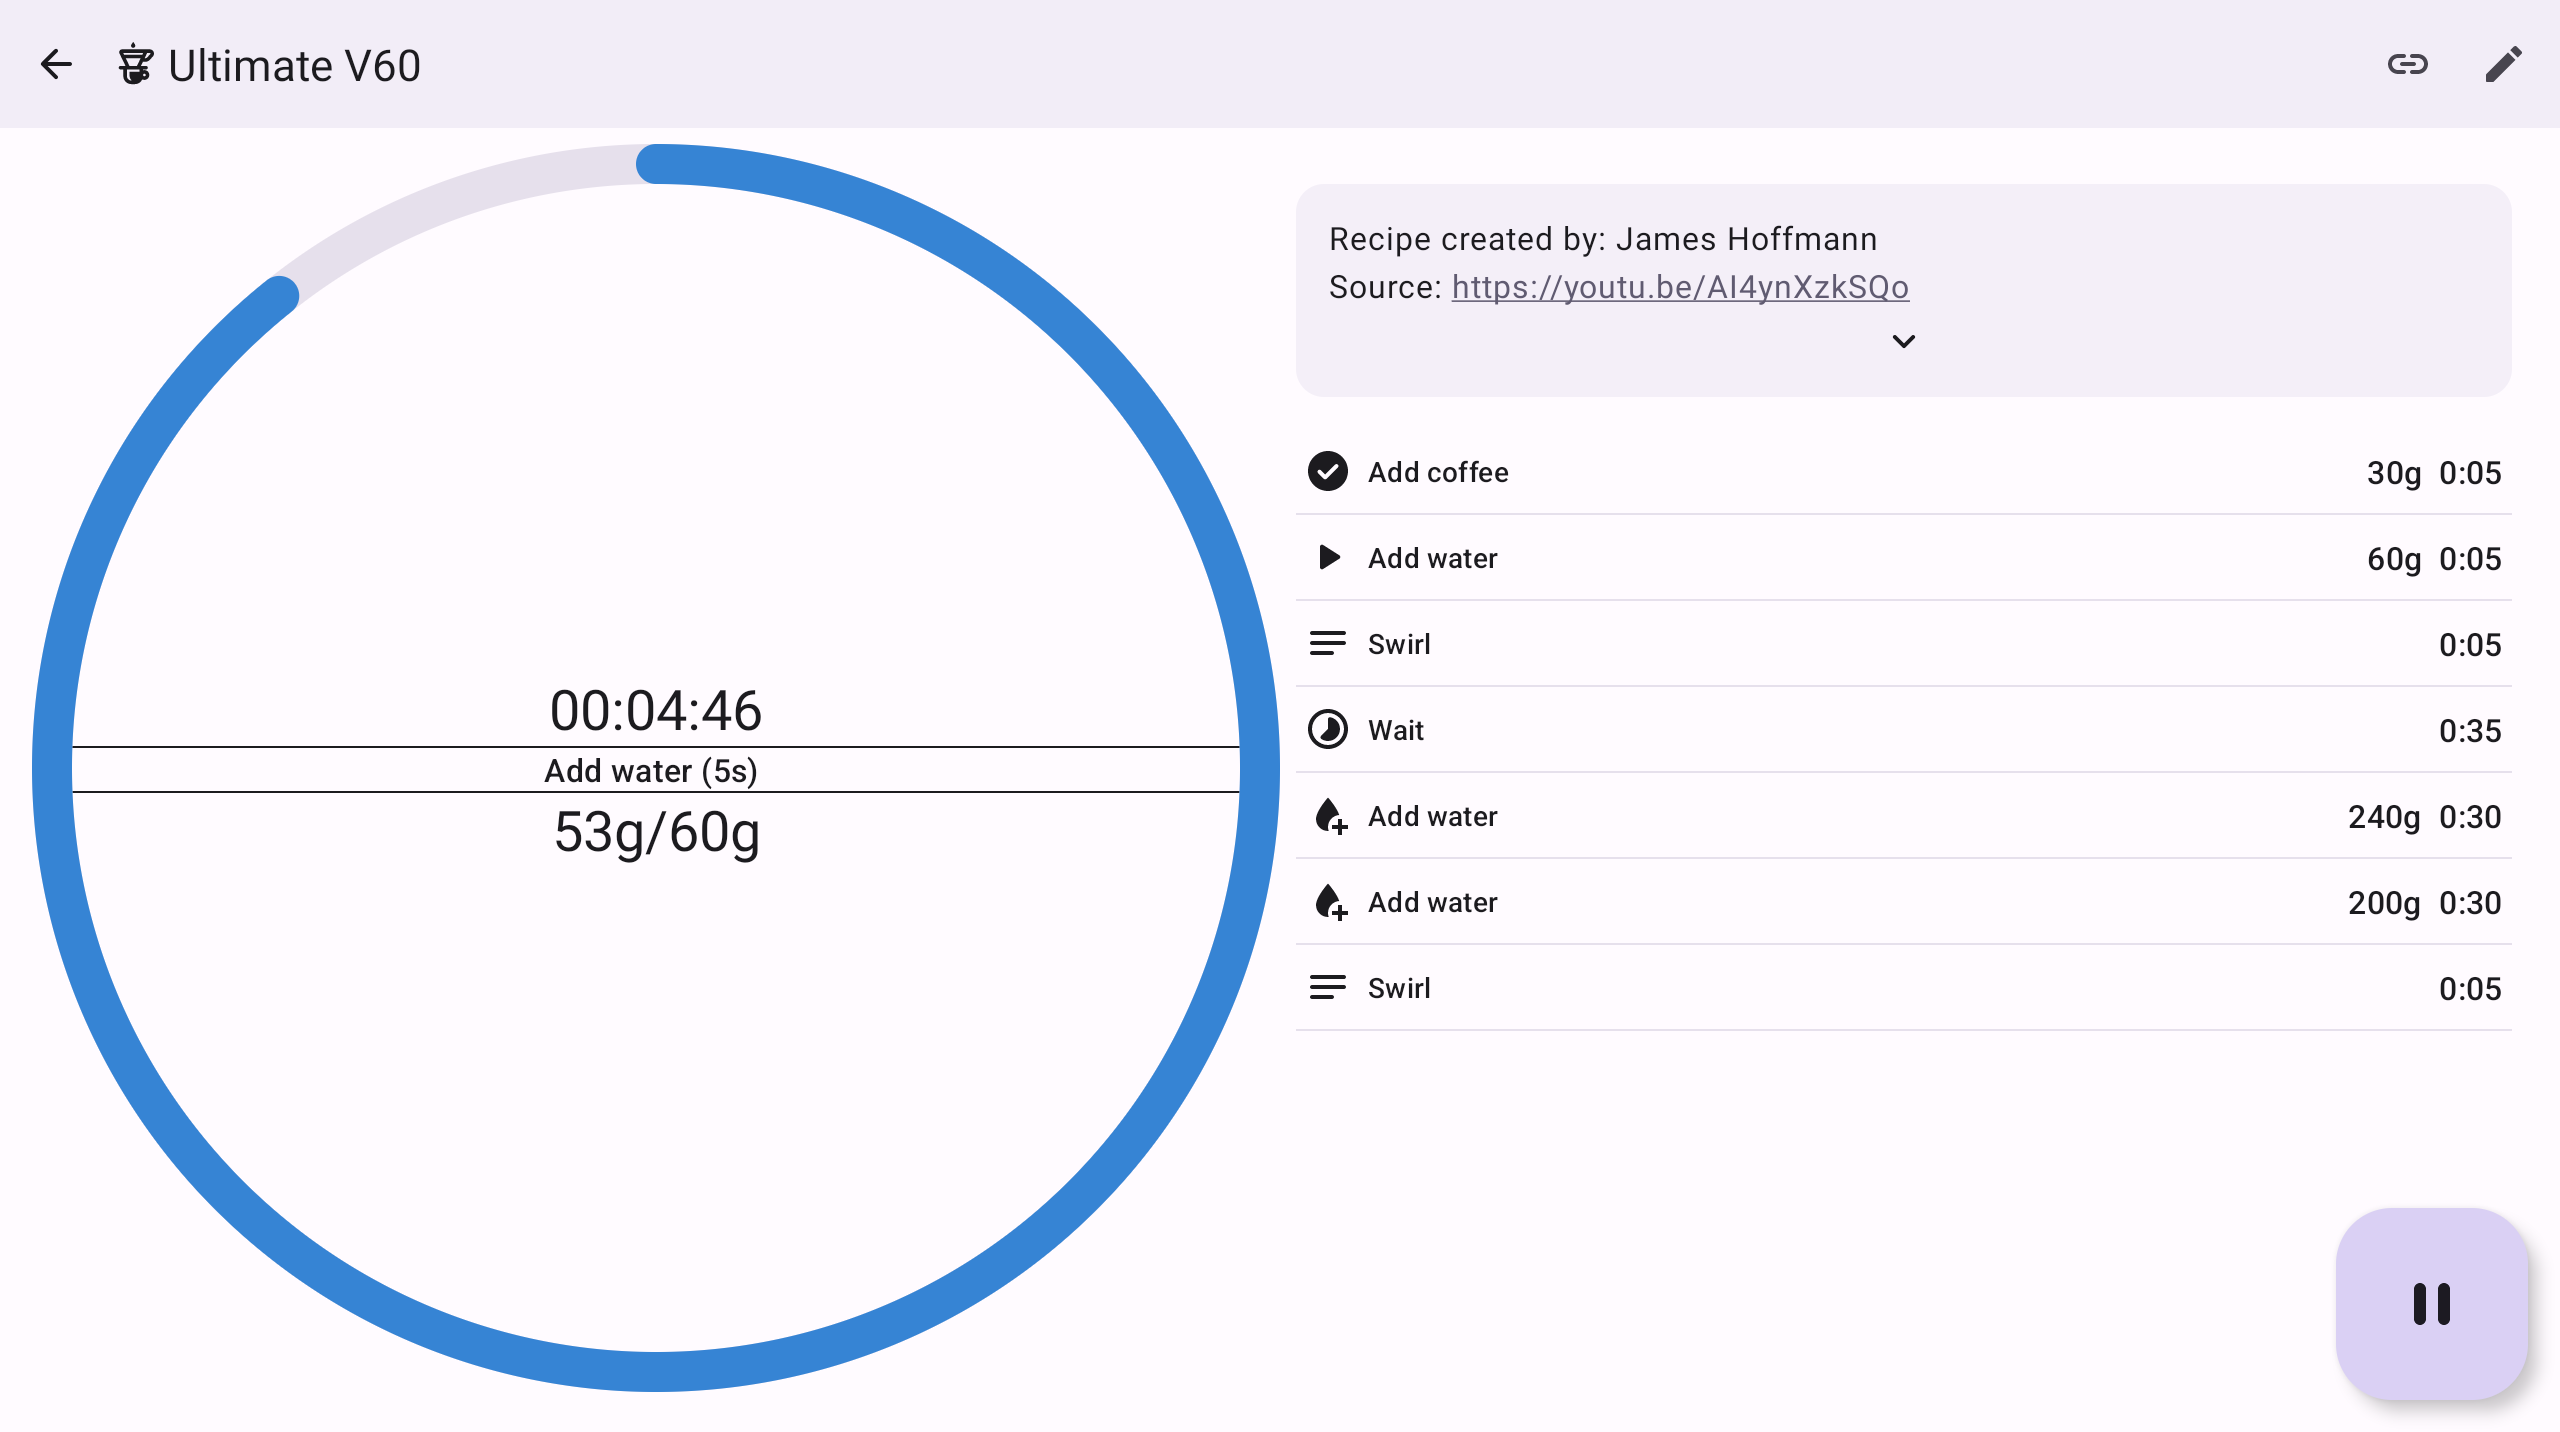 Ultimate V60
00:04:46
Add water (5s)
53g/60g
Recipe created by: James Hoffmann
Source: https://youtu.be/AI4ynXzkSQo
Add coffee 30g 0:05
Add water 60g 0:05
Swirl 0:05
Wait 0:35
Add water 240g 0:30
Add water 200g 0:30
Swirl 0:05